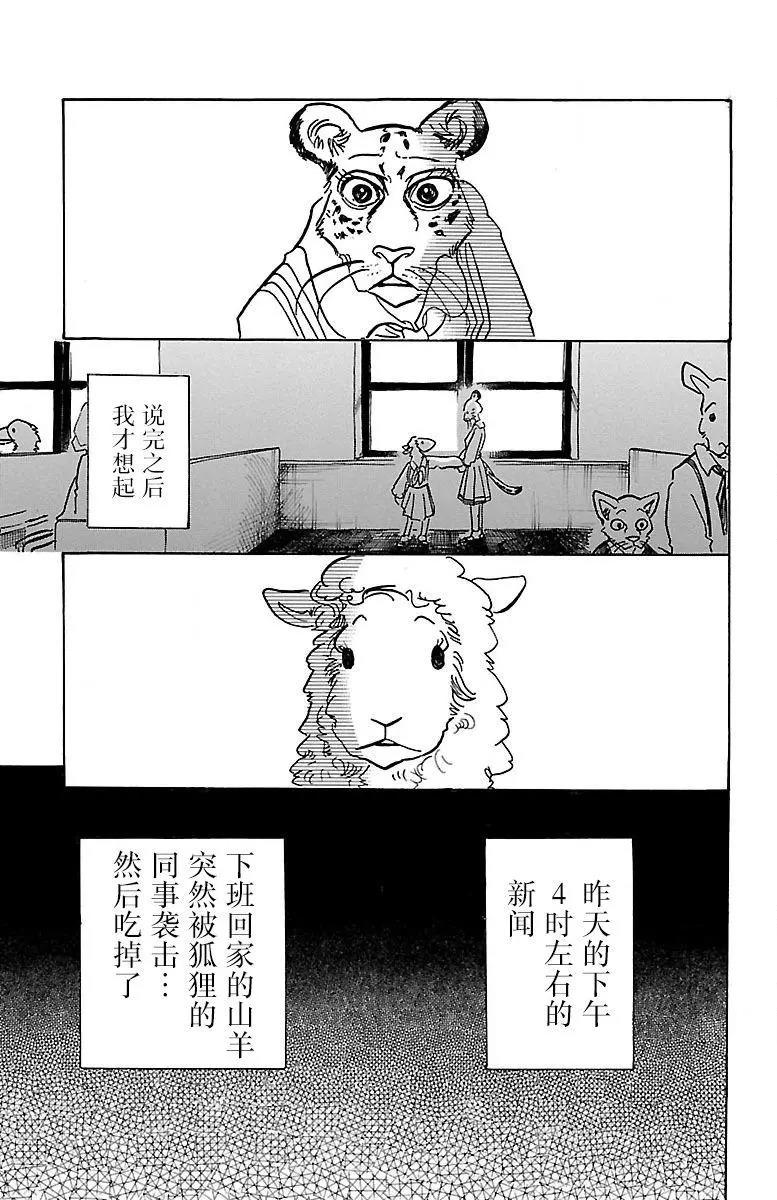 说完之后
我才想起
昨天的下午
4时左右的
新闻
下班回家的山羊
突然被狐狸的
同事袭击…
然后吃掉了